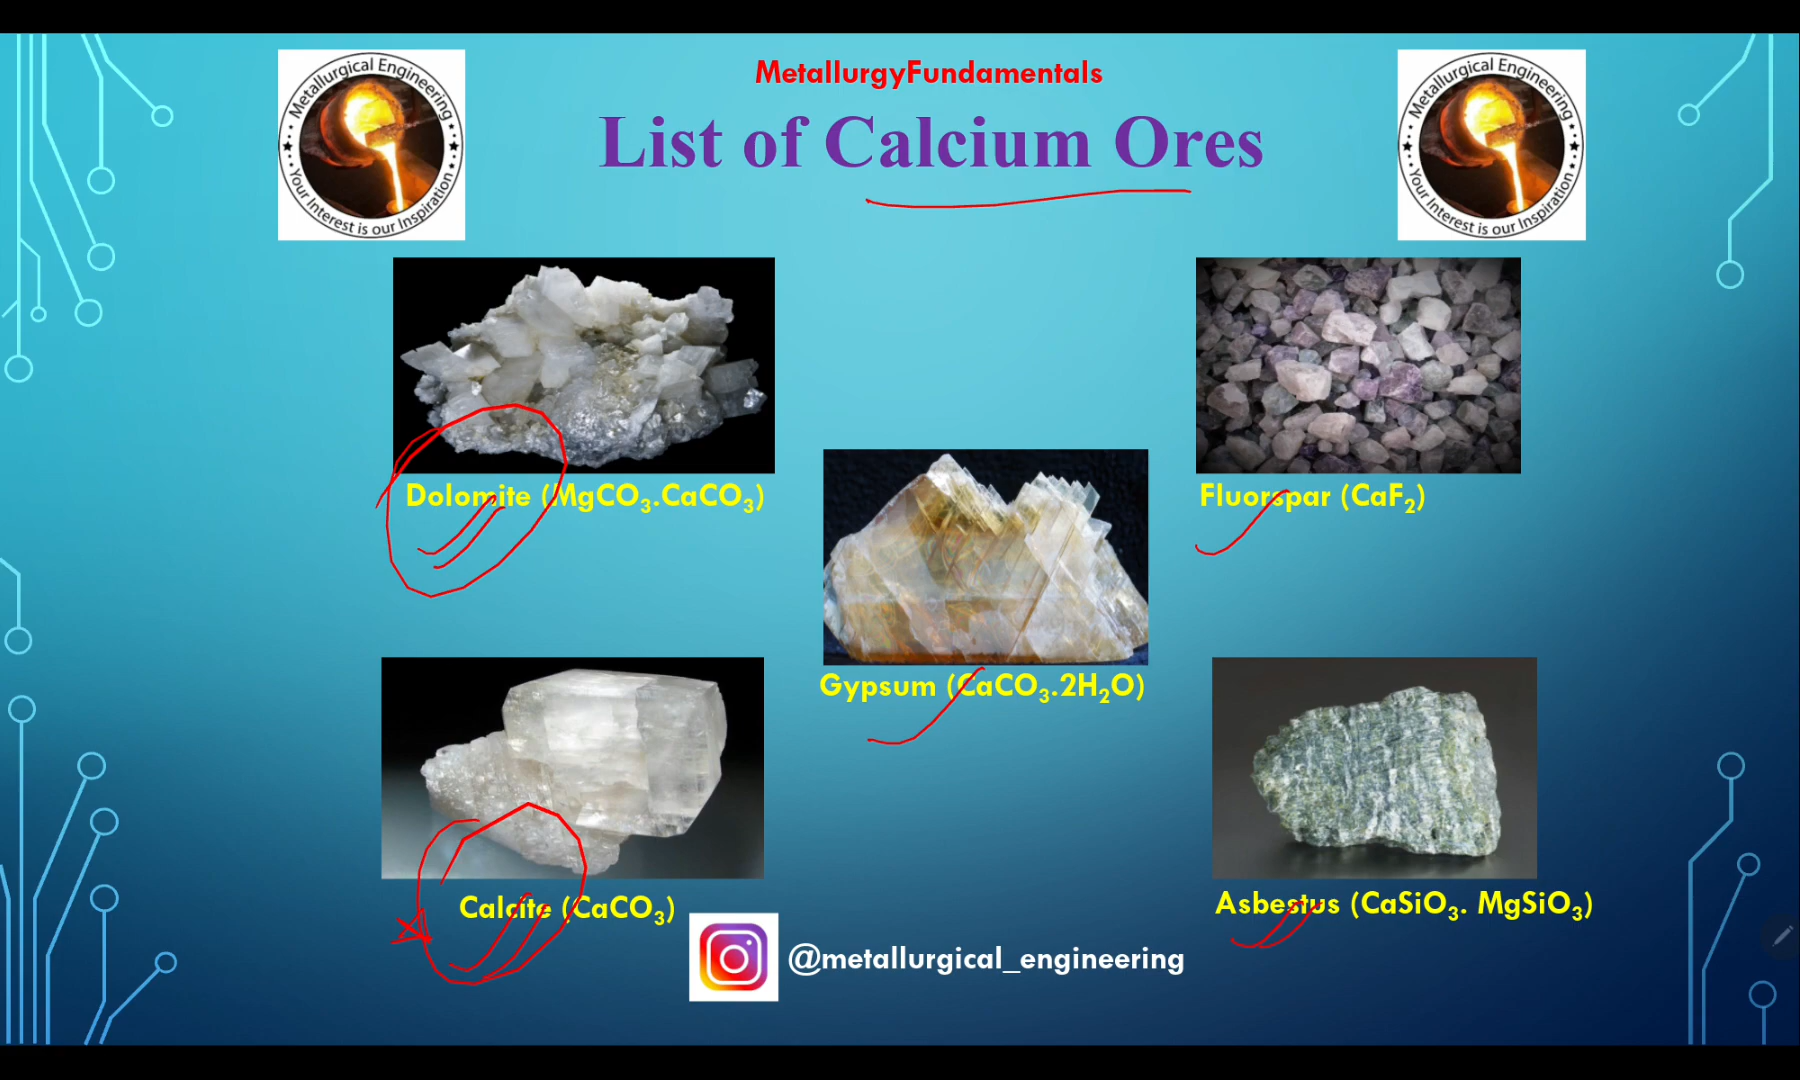 MetallurgyFundamentals
List of Calcium Ores
Metallurgical Engineering
Your Interest is our Inspiration
Metallurgical Engineering
Your Interest is our Inspiration
Dolomite (MgCO₃.CaCO₃)
Fluorspar (CaF₂)
Gypsum (CaCO₃.2H₂O)
Calcite (CaCO₃)
Asbestus (CaSiO₃. MgSiO₃)
@metallurgical_engineering